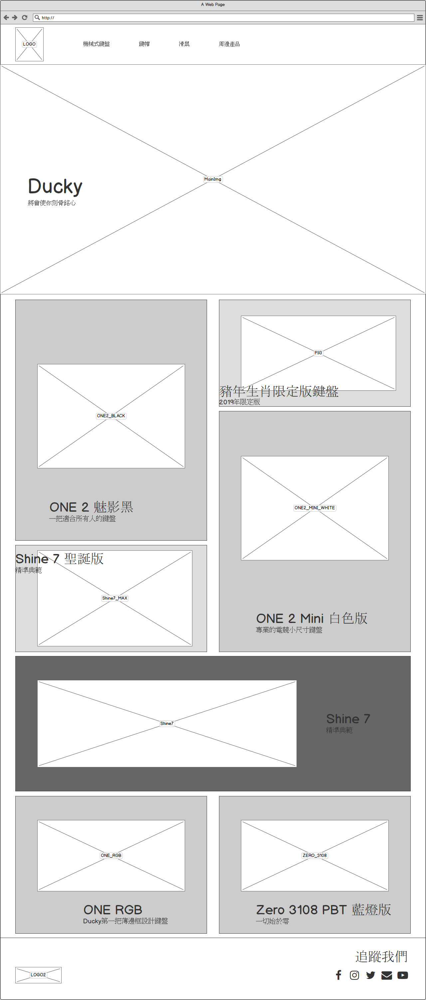 A Web Page
http://
LOGO
機械式鍵盤
鍵帽
滑鼠
周邊產品
MainImg
Ducky
將會使你刻骨銘心
ONE2_BLACK
ONE 2 魅影黑
一把適合所有人的鍵盤
PIG
豬年生肖限定版鍵盤
2019年限定版
Shine 7 聖誕版
精準典範
Shine7_MAX
ONE2_MINI_WHITE
ONE 2 Mini 白色版
專業的電競小尺寸鍵盤
Shine7
Shine 7
精準典範
ONE_RGB
ONE RGB
Ducky第一把薄邊框設計鍵盤
ZERO_3108
Zero 3108 PBT 藍燈版
一切始於零
追蹤我們
LOGO2